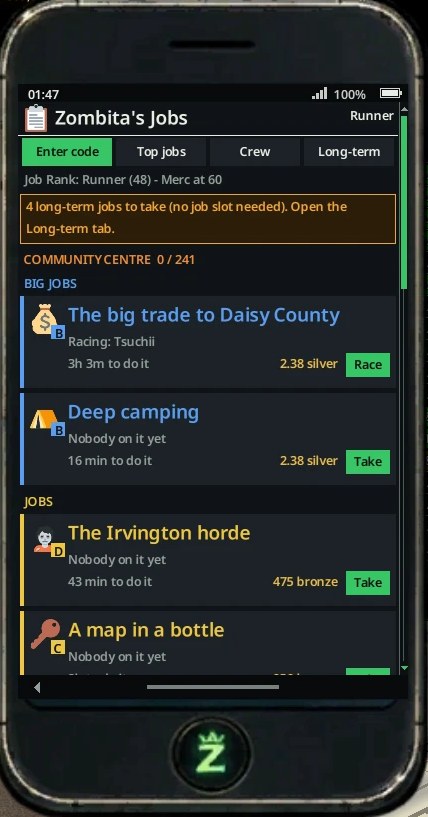 01:47
100%
Zombita's Jobs
Runner
Enter code
Top jobs
Crew
Long-term
Job Rank: Runner (48) - Merc at 60
4 long-term jobs to take (no job slot needed). Open the
Long-term tab.
COMMUNITY CENTRE 0 / 241
BIG JOBS
$
B
The big trade to Daisy County
Racing: Tsuchii
3h 3m to do it
2.38 silver
Race
B
Deep camping
Nobody on it yet
16 min to do it
2.38 silver
Take
JOBS
D
The Irvington horde
Nobody on it yet
43 min to do it
475 bronze
Take
C
A map in a bottle
Nobody on it yet
Z